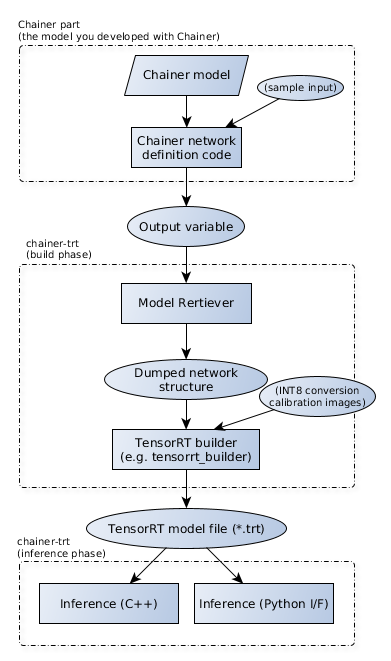 Chainer part
(the model you developed with Chainer)
Chainer model
(sample input)
Chainer network
definition code
Output variable
chainer-trt
(build phase)
Model Rertiever
Dumped network
structure
(INT8 conversion
calibration images)
TensorRT builder
(e.g. tensorrt_builder)
TensorRT model file (*.trt)
chainer-trt
(inference phase)
Inference (C++)
Inference (Python I/F)